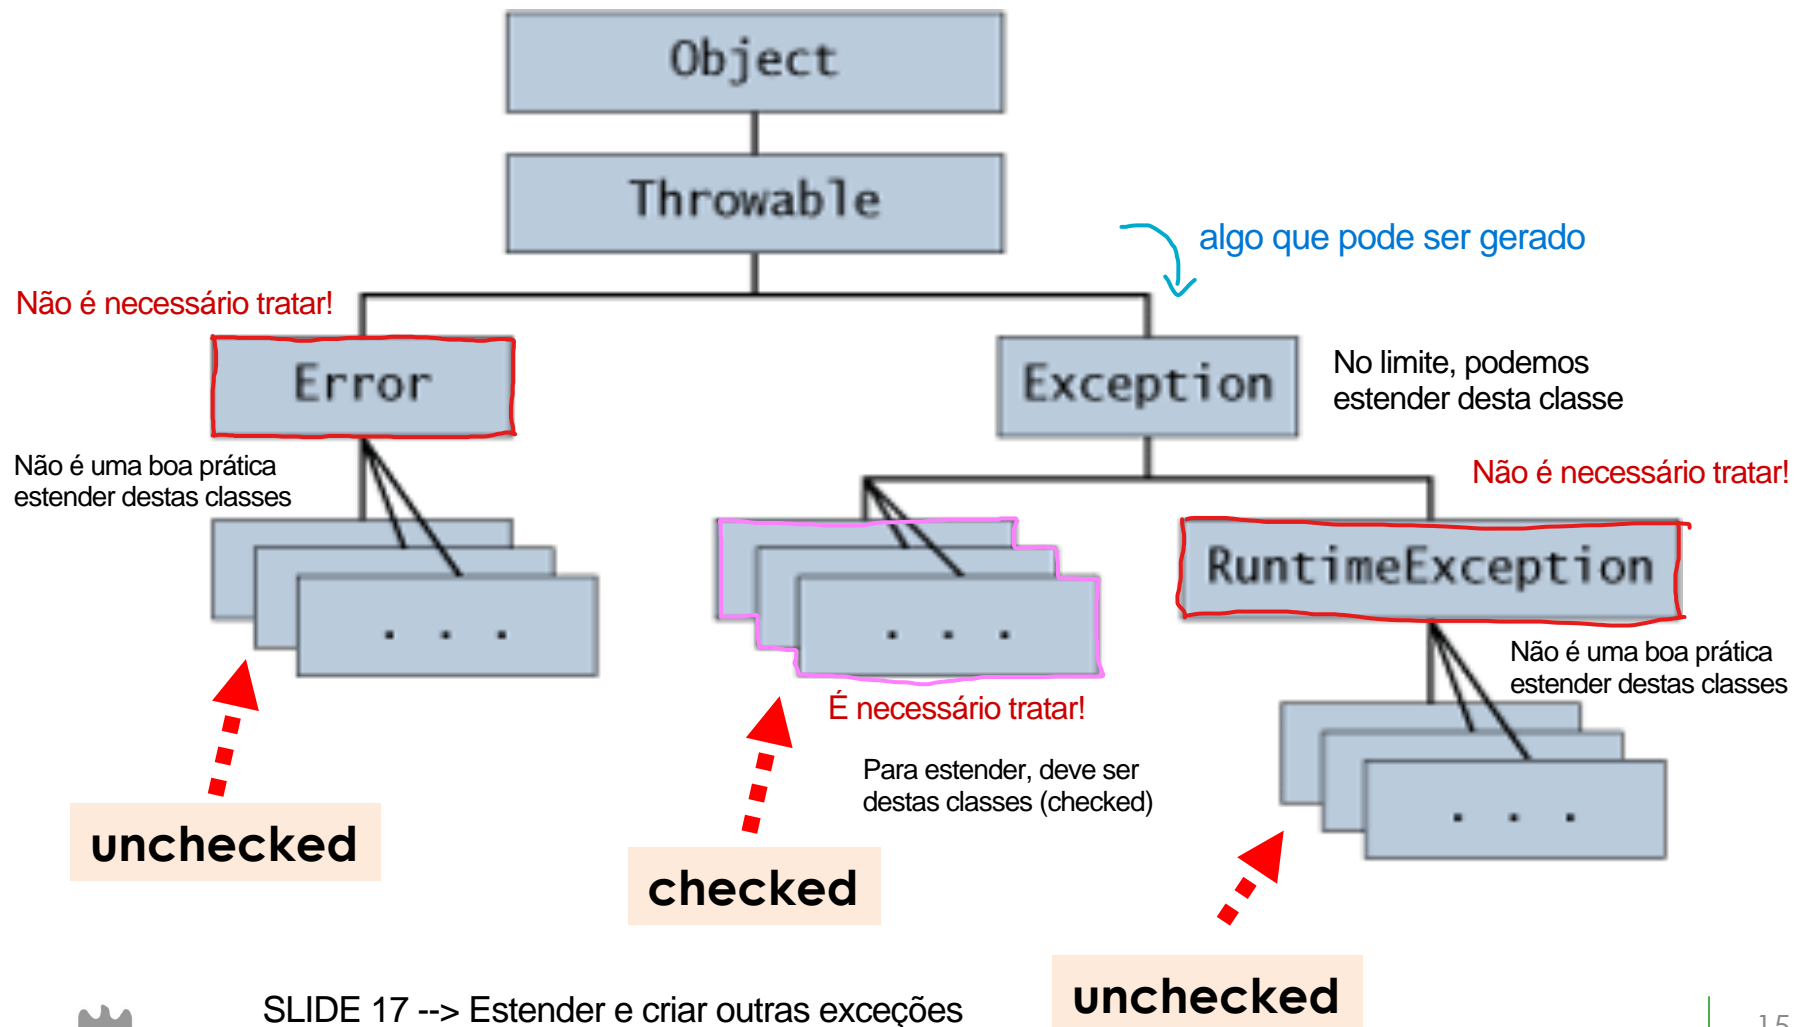 Object
Throwable
algo que pode ser gerado
Não é necessário tratar!
Error
Exception
No limite, podemos
estender desta classe
Não é uma boa prática
estender destas classes
Não é necessário tratar!
RuntimeException
. . .
. . .
É necessário tratar!
Não é uma boa prática
estender destas classes
Para estender, deve ser
destas classes (checked)
. . .
unchecked
checked
unchecked
SLIDE 17 --> Estender e criar outras exceções
15